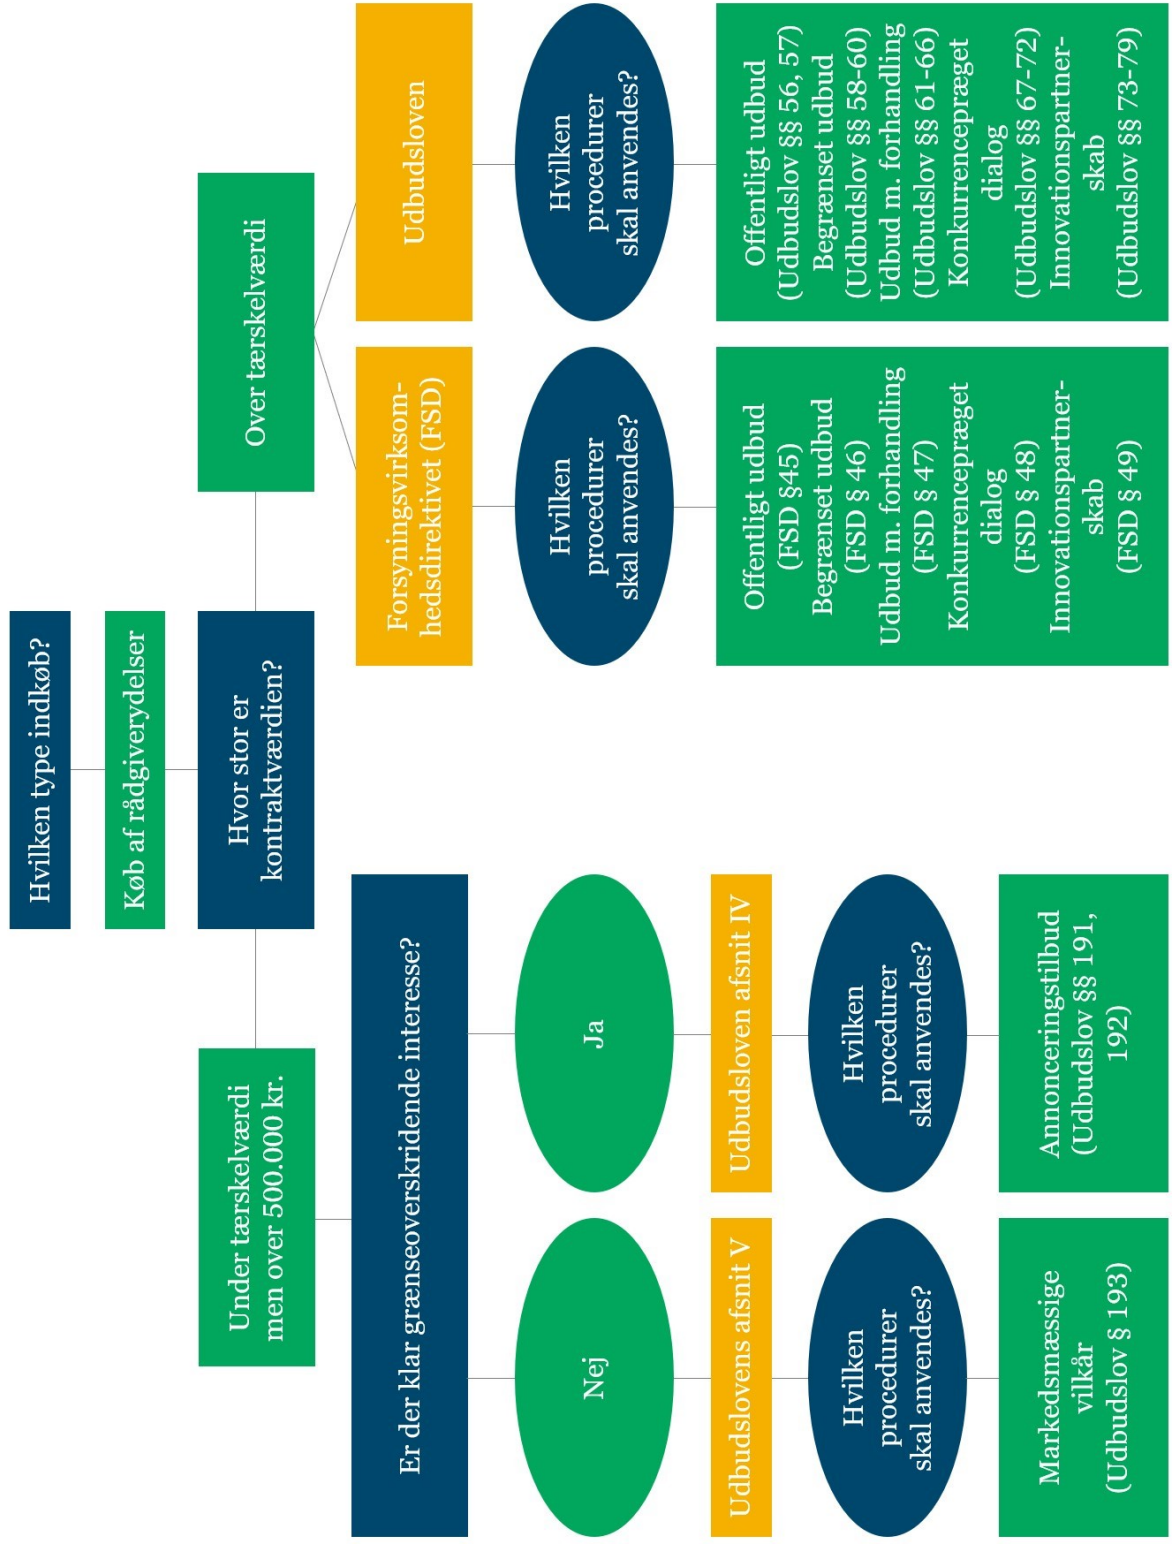 Hvilken type indkøb?
Køb af rådgiverydelser
Hvor stor er
kontraktværdien?
Under tærskelværdi
men over 500.000 kr.
Over tærskelværdi
Er der klar grænseoverskridende interesse?
Nej
Ja
Udbudslovens afsnit V
Udbudsloven afsnit IV
Hvilken
procedurer
skal anvendes?
Hvilken
procedurer
skal anvendes?
Markedsmæssige
vilkår
(Udbudslov § 193)
Annonceringstilbud
(Udbudslov §§ 191,
192)
Forsyningsvirksom-
hedsdirektivet (FSD)
Udbudsloven
Hvilken
procedurer
skal anvendes?
Hvilken
procedurer
skal anvendes?
Offentligt udbud
(FSD §45)
Begrænset udbud
(FSD § 46)
Udbud m. forhandling
(FSD § 47)
Konkurrencepræget
dialog
(FSD § 48)
Innovationspartner-
skab
(FSD § 49)
Offentligt udbud
(Udbudslov §§ 56, 57)
Begrænset udbud
(Udbudslov §§ 58-60)
Udbud m. forhandling
(Udbudslov §§ 61-66)
Konkurrencepræget
dialog
(Udbudslov §§ 67-72)
Innovationspartner-
skab
(Udbudslov §§ 73-79)